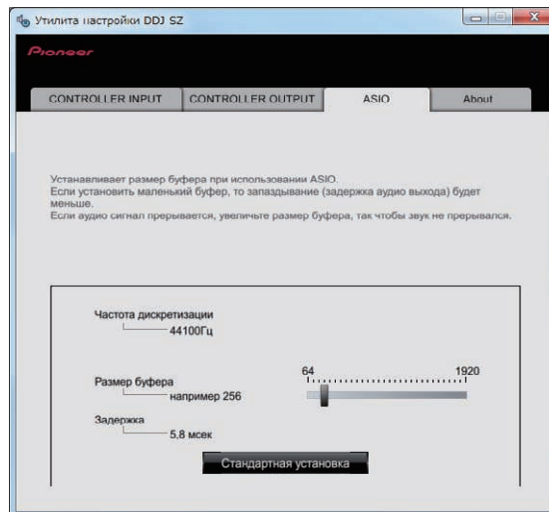 Утилита настройки DDJ SZ
Pioneer
CONTROLLER INPUT CONTROLLER OUTPUT ASIO About
Устанавливает размер буфера при использовании ASIO.
Если установить маленький буфер, то запаздывание (задержка аудио выхода) будет
меньше.
Если аудио сигнал прерывается, увеличьте размер буфера, так чтобы звук не прерывался.
Частота дискретизации
44100Гц
64 1920
Размер буфера
например 256
Задержка
5,8 мсек
Стандартная установка